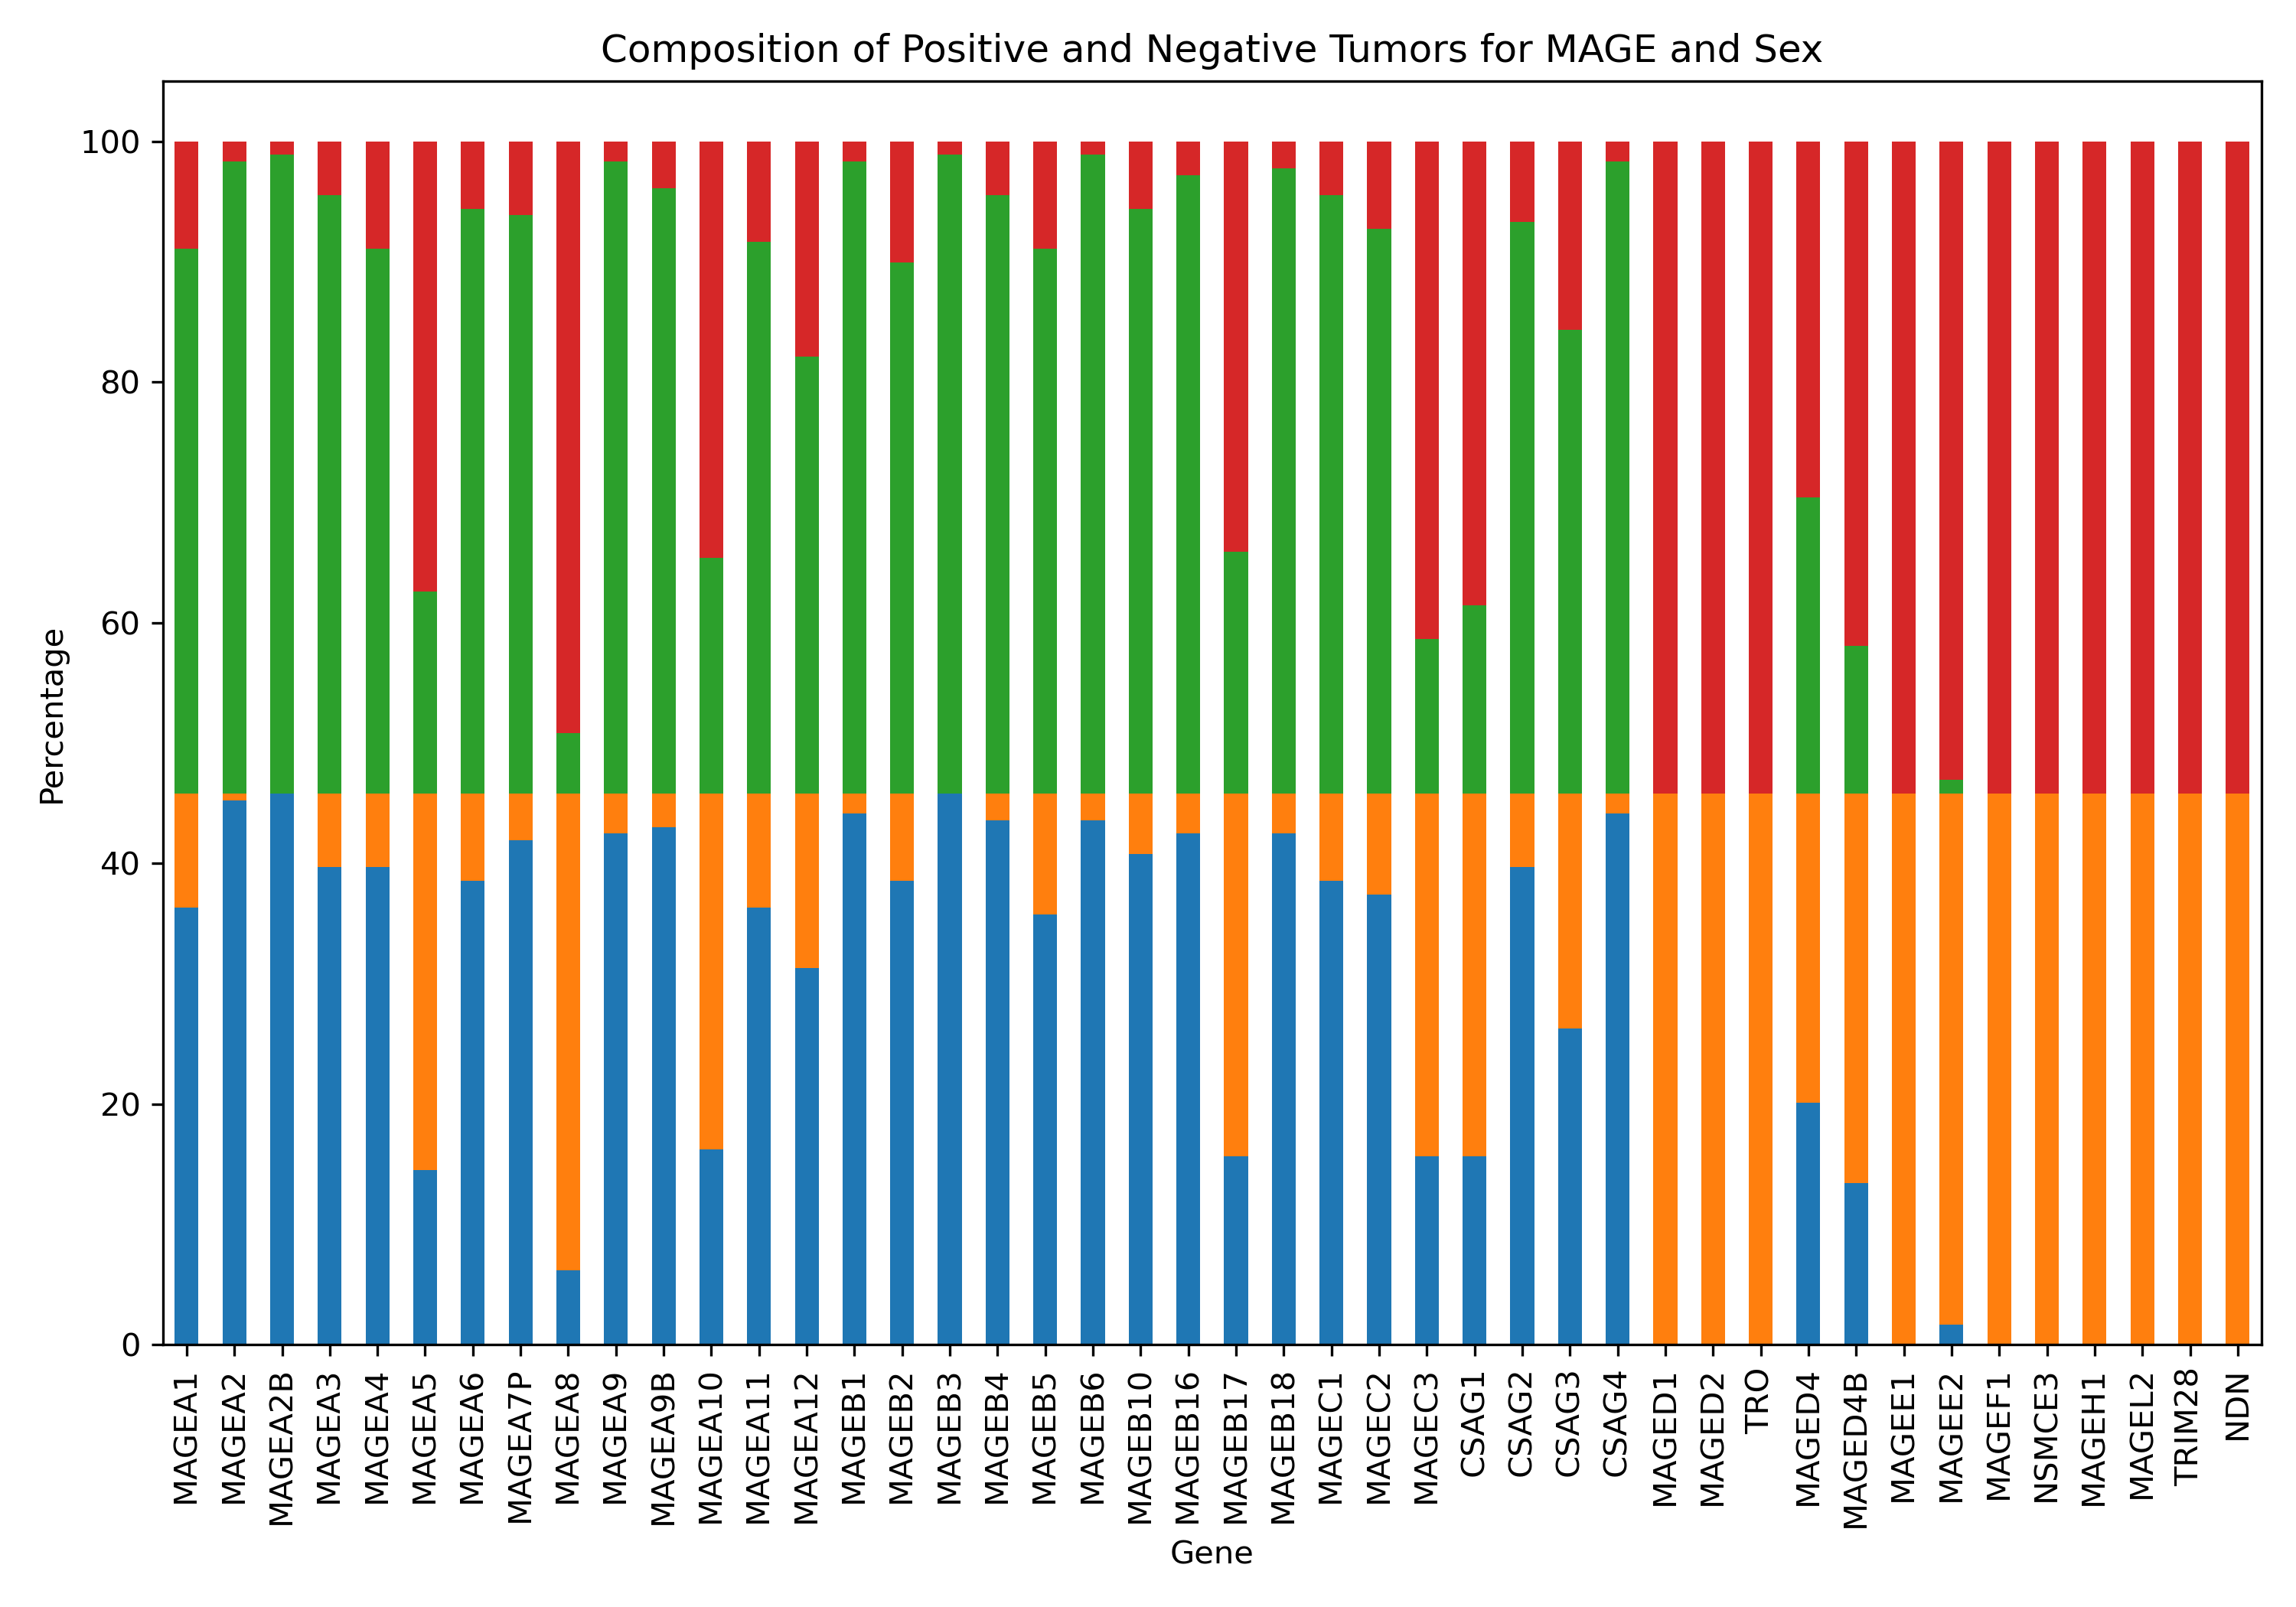 Composition of Positive and Negative Tumors for MAGE and Sex
Percentage
100
80
60
40
20
0
MAGEA1
MAGEA2
MAGEA2B
MAGEA3
MAGEA4
MAGEA5
MAGEA6
MAGEA7P
MAGEA8
MAGEA9
MAGEA9B
MAGEA10
MAGEA11
MAGEA12
MAGEB1
MAGEB2
MAGEB3
MAGEB4
MAGEB5
MAGEB6
MAGEB10
MAGEB16
MAGEB17
MAGEB18
MAGEC1
MAGEC2
MAGEC3
CSAG1
CSAG2
CSAG3
CSAG4
MAGED1
MAGED2
TRO
MAGED4
MAGED4B
MAGEE1
MAGEE2
MAGEF1
NSMCE3
MAGEH1
MAGEL2
TRIM28
NDN
Gene